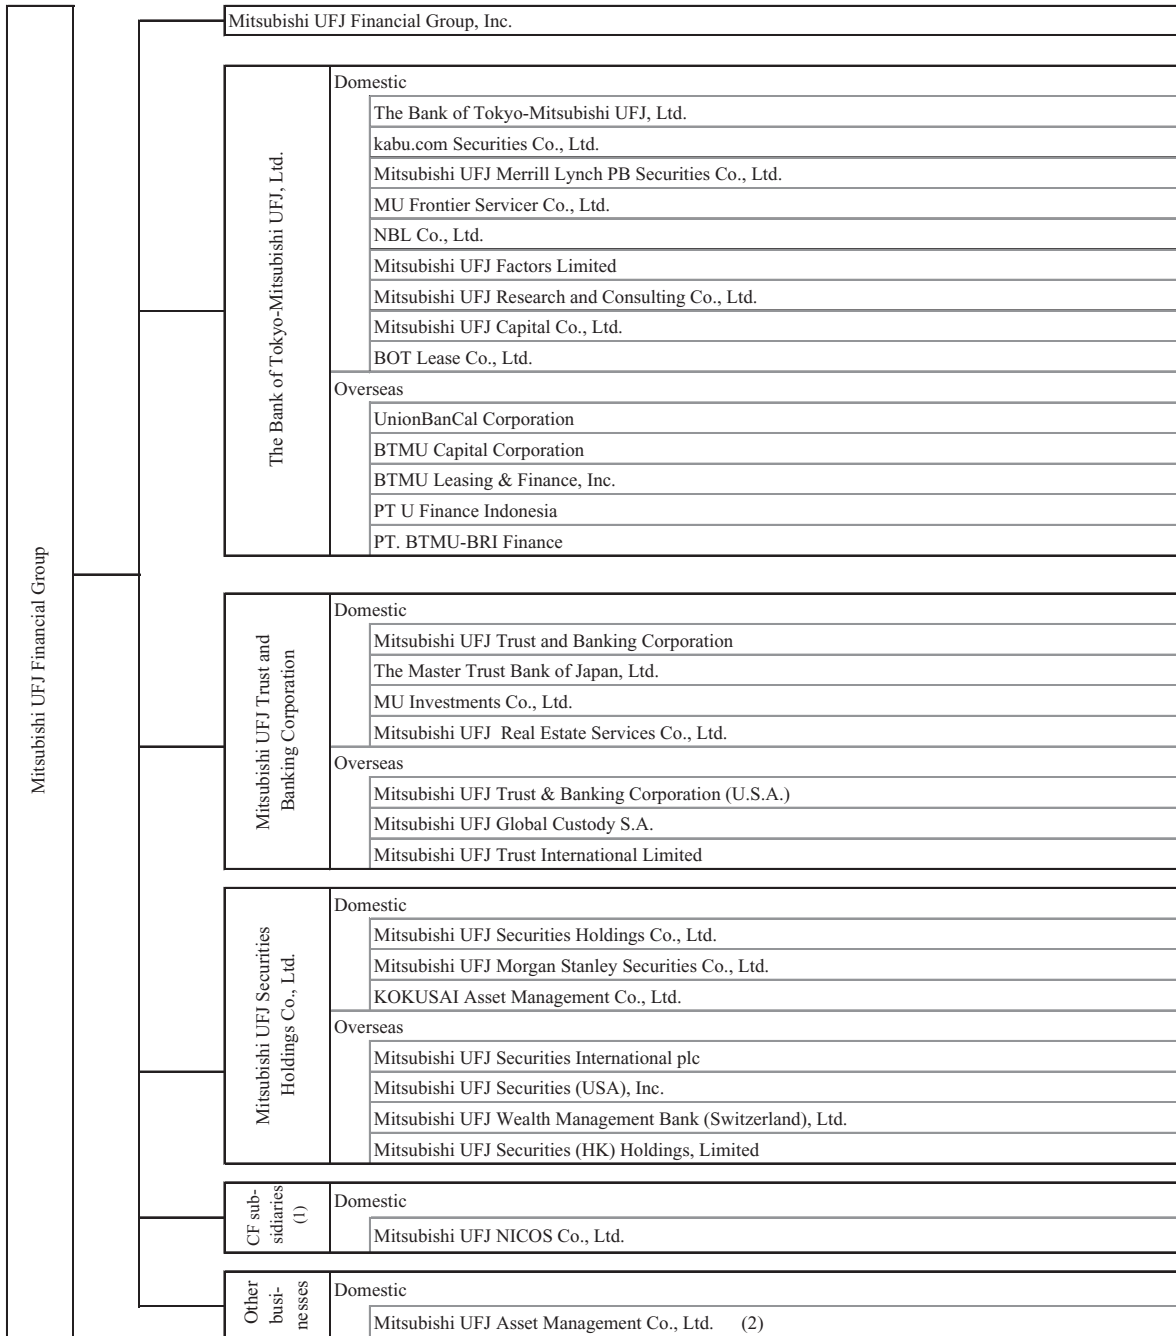 Mitsubishi UFJ Financial Group
Mitsubishi UFJ Financial Group, Inc.
The Bank of Tokyo-Mitsubishi UFJ, Ltd.
Domestic
The Bank of Tokyo-Mitsubishi UFJ, Ltd.
kabu.com Securities Co., Ltd.
Mitsubishi UFJ Merrill Lynch PB Securities Co., Ltd.
MU Frontier Servicer Co., Ltd.
NBL Co., Ltd.
Mitsubishi UFJ Factors Limited
Mitsubishi UFJ Research and Consulting Co., Ltd.
Mitsubishi UFJ Capital Co., Ltd.
BOT Lease Co., Ltd.
Overseas
UnionBanCal Corporation
BTMU Capital Corporation
BTMU Leasing & Finance, Inc.
PT U Finance Indonesia
PT. BTMU-BRI Finance
Mitsubishi UFJ Trust and
Banking Corporation
Domestic
Mitsubishi UFJ Trust and Banking Corporation
The Master Trust Bank of Japan, Ltd.
MU Investments Co., Ltd.
Mitsubishi UFJ Real Estate Services Co., Ltd.
Overseas
Mitsubishi UFJ Trust & Banking Corporation (U.S.A.)
Mitsubishi UFJ Global Custody S.A.
Mitsubishi UFJ Trust International Limited
Mitsubishi UFJ Securities
Holdings Co., Ltd.
Domestic
Mitsubishi UFJ Securities Holdings Co., Ltd.
Mitsubishi UFJ Morgan Stanley Securities Co., Ltd.
KOKUSAI Asset Management Co., Ltd.
Overseas
Mitsubishi UFJ Securities International plc
Mitsubishi UFJ Securities (USA), Inc.
Mitsubishi UFJ Wealth Management Bank (Switzerland), Ltd.
Mitsubishi UFJ Securities (HK) Holdings, Limited
CF sub-
sidiaries
(1)
Domestic
Mitsubishi UFJ NICOS Co., Ltd.
Other
busi-
nesses
Domestic
Mitsubishi UFJ Asset Management Co., Ltd. (2)